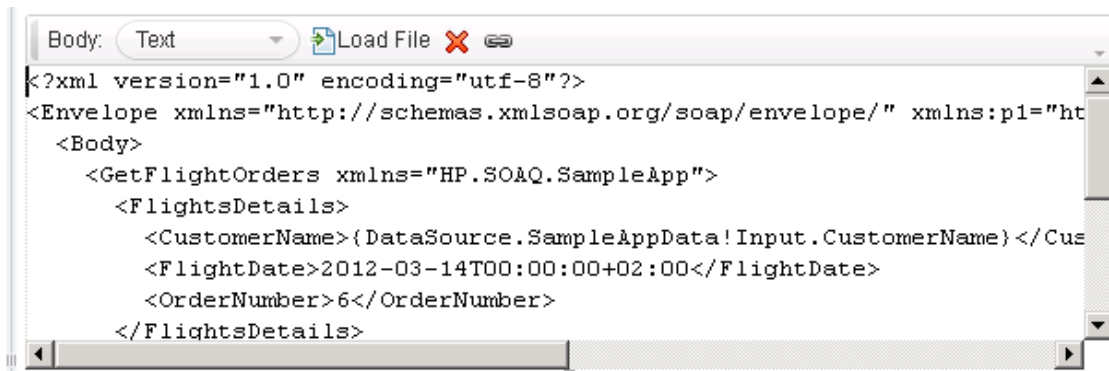 Body: Text Load File
<?xml version="1.0" encoding="utf-8"?>
<Envelope xmlns="http://schemas.xmlsoap.org/soap/envelope/" xmlns:p1="ht
<Body>
<GetFlightOrders xmlns="HP.SOAQ.SampleApp">
<FlightsDetails>
<CustomerName>{DataSource.SampleAppData!Input.CustomerName}</Cus
<FlightDate>2012-03-14T00:00:00+02:00</FlightDate>
<OrderNumber>6</OrderNumber>
</FlightsDetails>